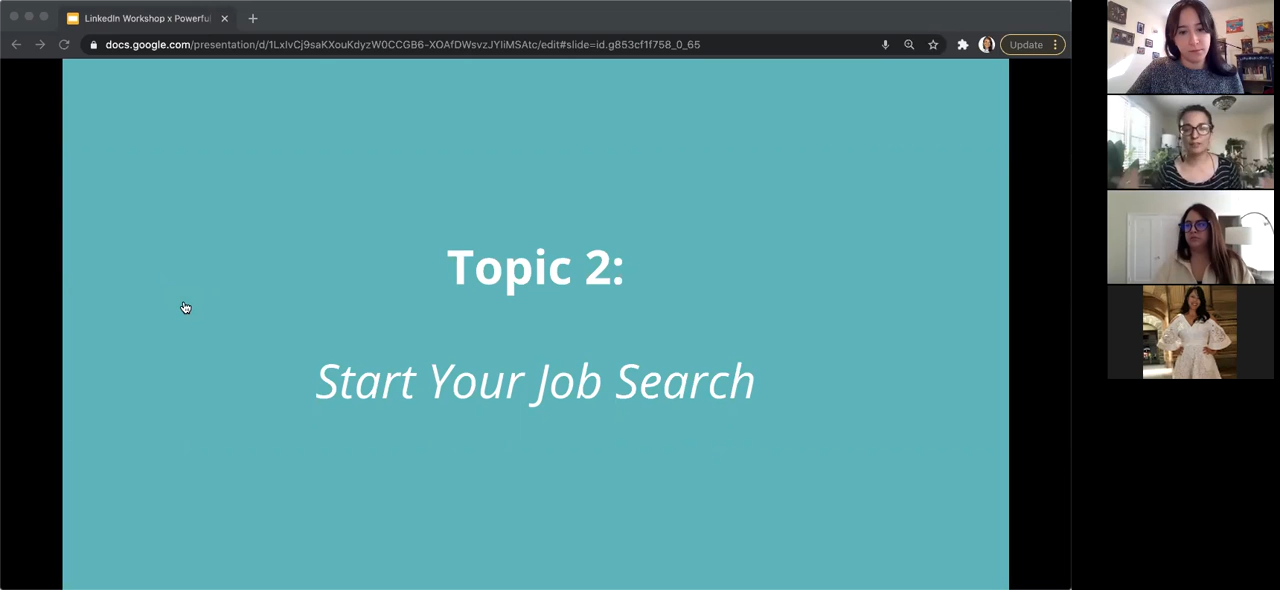 LinkedIn Workshop x Powerful
docs.google.com/presentation/d/1LxlvCj9saKXouKdyzW0CCGB6-XOAfDWsvzJYIiMSAtc/edit#slide=id.g853cf1f758_0_65
Update
Topic 2:
Start Your Job Search